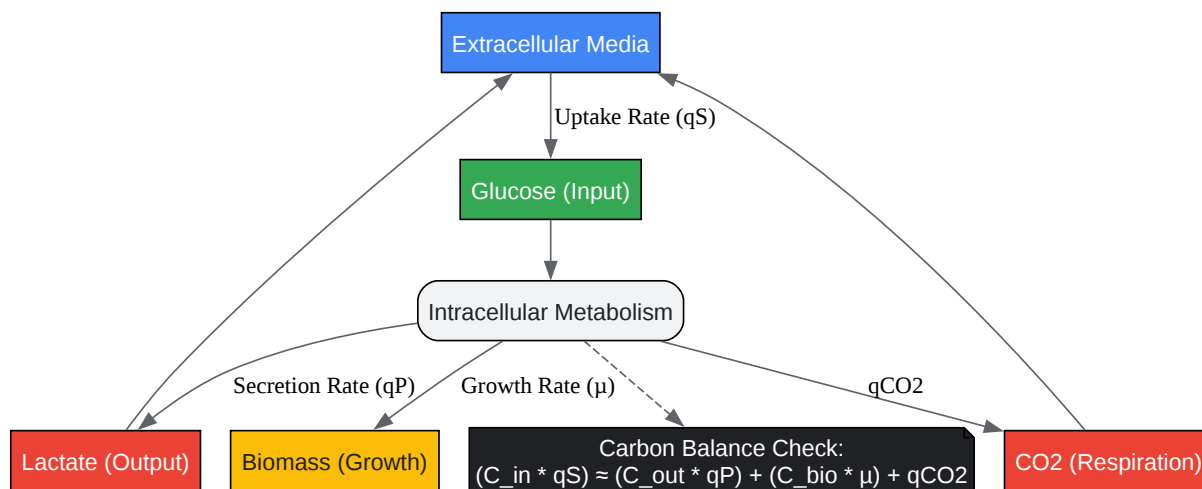 Extracellular Media
Uptake Rate (qS)
Glucose (Input)
Intracellular Metabolism
Secretion Rate (qP)
Growth Rate (µ)
qCO2
Lactate (Output)
Biomass (Growth)
Carbon Balance Check:
(C_in * qS) ≈ (C_out * qP) + (C_bio * µ) + qCO2
CO2 (Respiration)